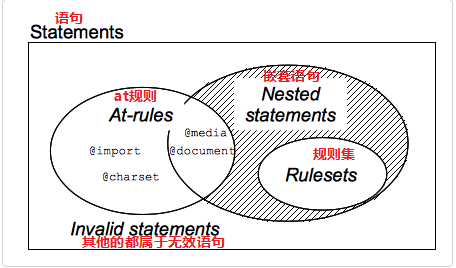 语句
Statements
at规则
嵌套语句
At-rules
Nested
statements
@media
@import
@document
@charset
规则集
Rulesets
Invalid statements
其他的都属于无效语句